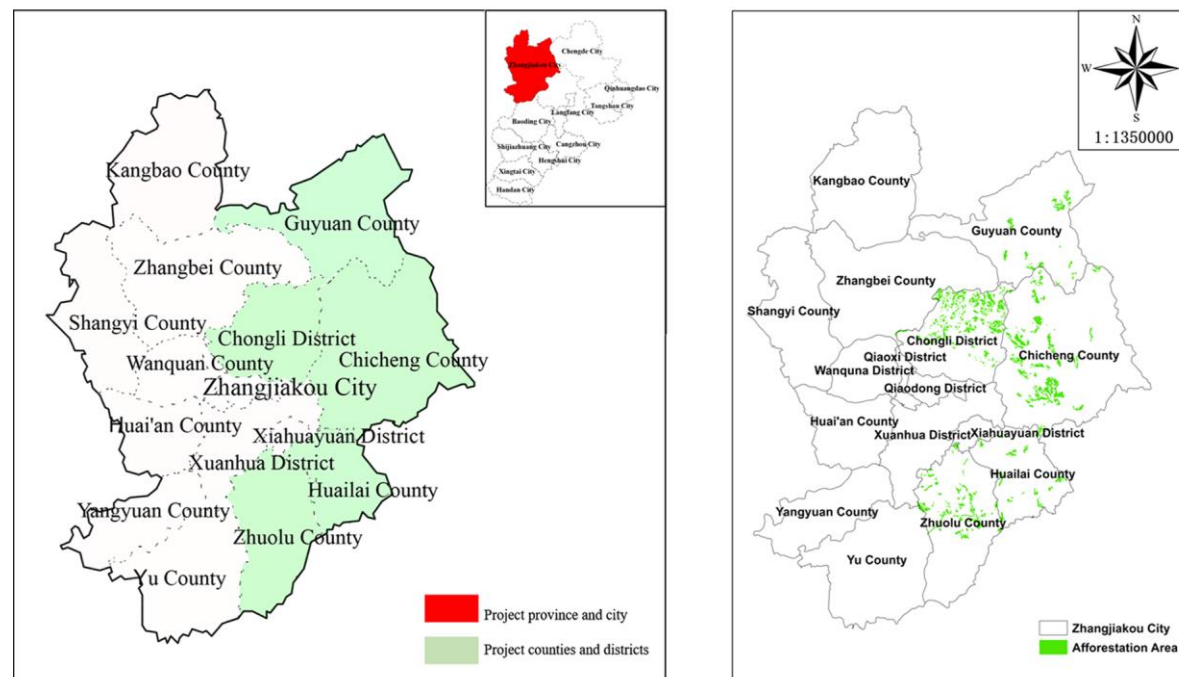 Kangbao County
Guyuan County
Zhangbei County
Shangyi County
Chongli District
Wanquan County
Chicheng County
Zhangjiakou City
Huai'an County
Xiahuayuan District
Xuanhua District
Huailai County
Yangyuan County
Zhuolu County
Yu County
Project province and city
Project counties and districts
Chengde City
Zhangjiakou City
Qinhuangdao City
Tangshan City
Langfang City
Baoding City
Shijiazhuang City
Cangzhou City
Hengshui City
Xingtai City
Handan City
N
W
E
S
1:1350000
Kangbao County
Guyuan County
Zhangbei County
Shangyi County
Chongli District
Qiaoxi District
Chicheng County
Wanquna District
Qiaodong District
Huai'an County
Xuanhua District
Xiahuayuan District
Huailai County
Yangyuan County
Zhuolu County
Yu County
Zhangjiakou City
Afforestation Area